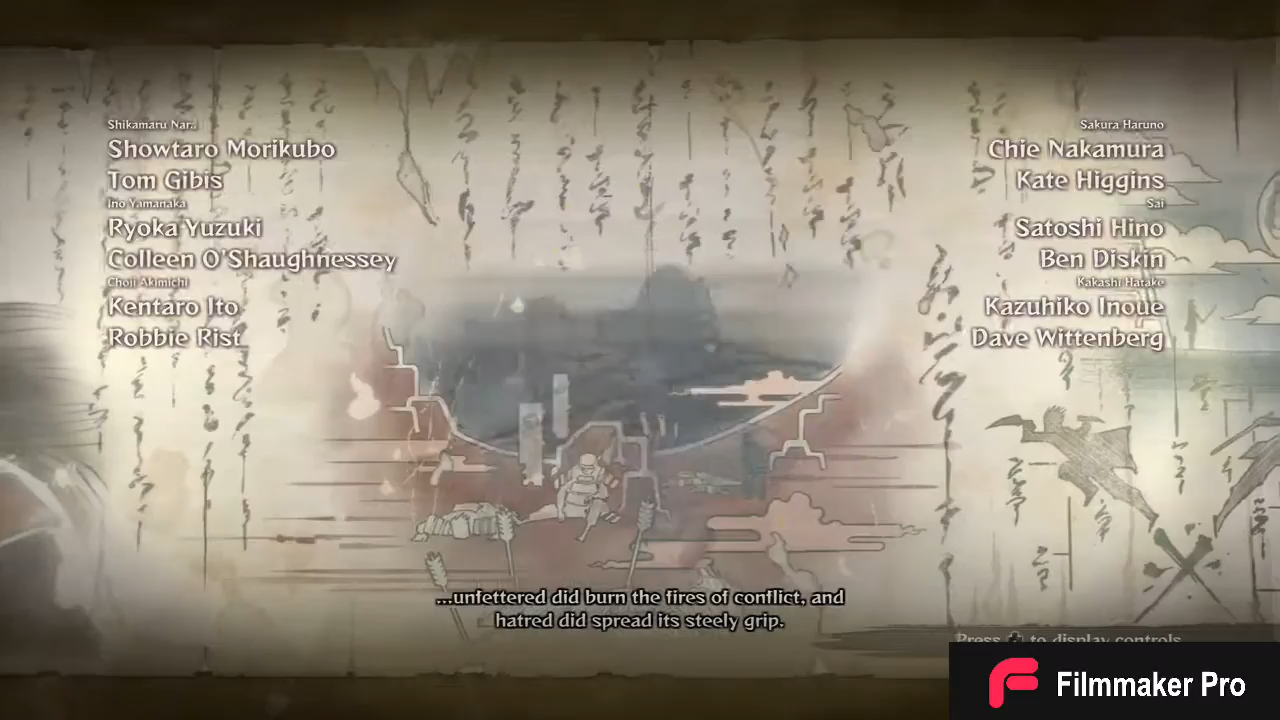 Shikamaru Nara
Showtaro Morikubo
Tom Gibis
Ino Yamanaka
Ryoka Yuzuki
Colleen O'Shaughnessey
Choji Akimichi
Kentaro Ito
Robbie Rist
Sakura Haruno
Chie Nakamura
Kate Higgins
Sai
Satoshi Hino
Ben Diskin
Kakashi Hatake
Kazuhiko Inoue
Dave Wittenberg
...unfettered did burn the fires of conflict, and
hatred did spread its steely grip.
Press to display controls
Filmmaker Pro